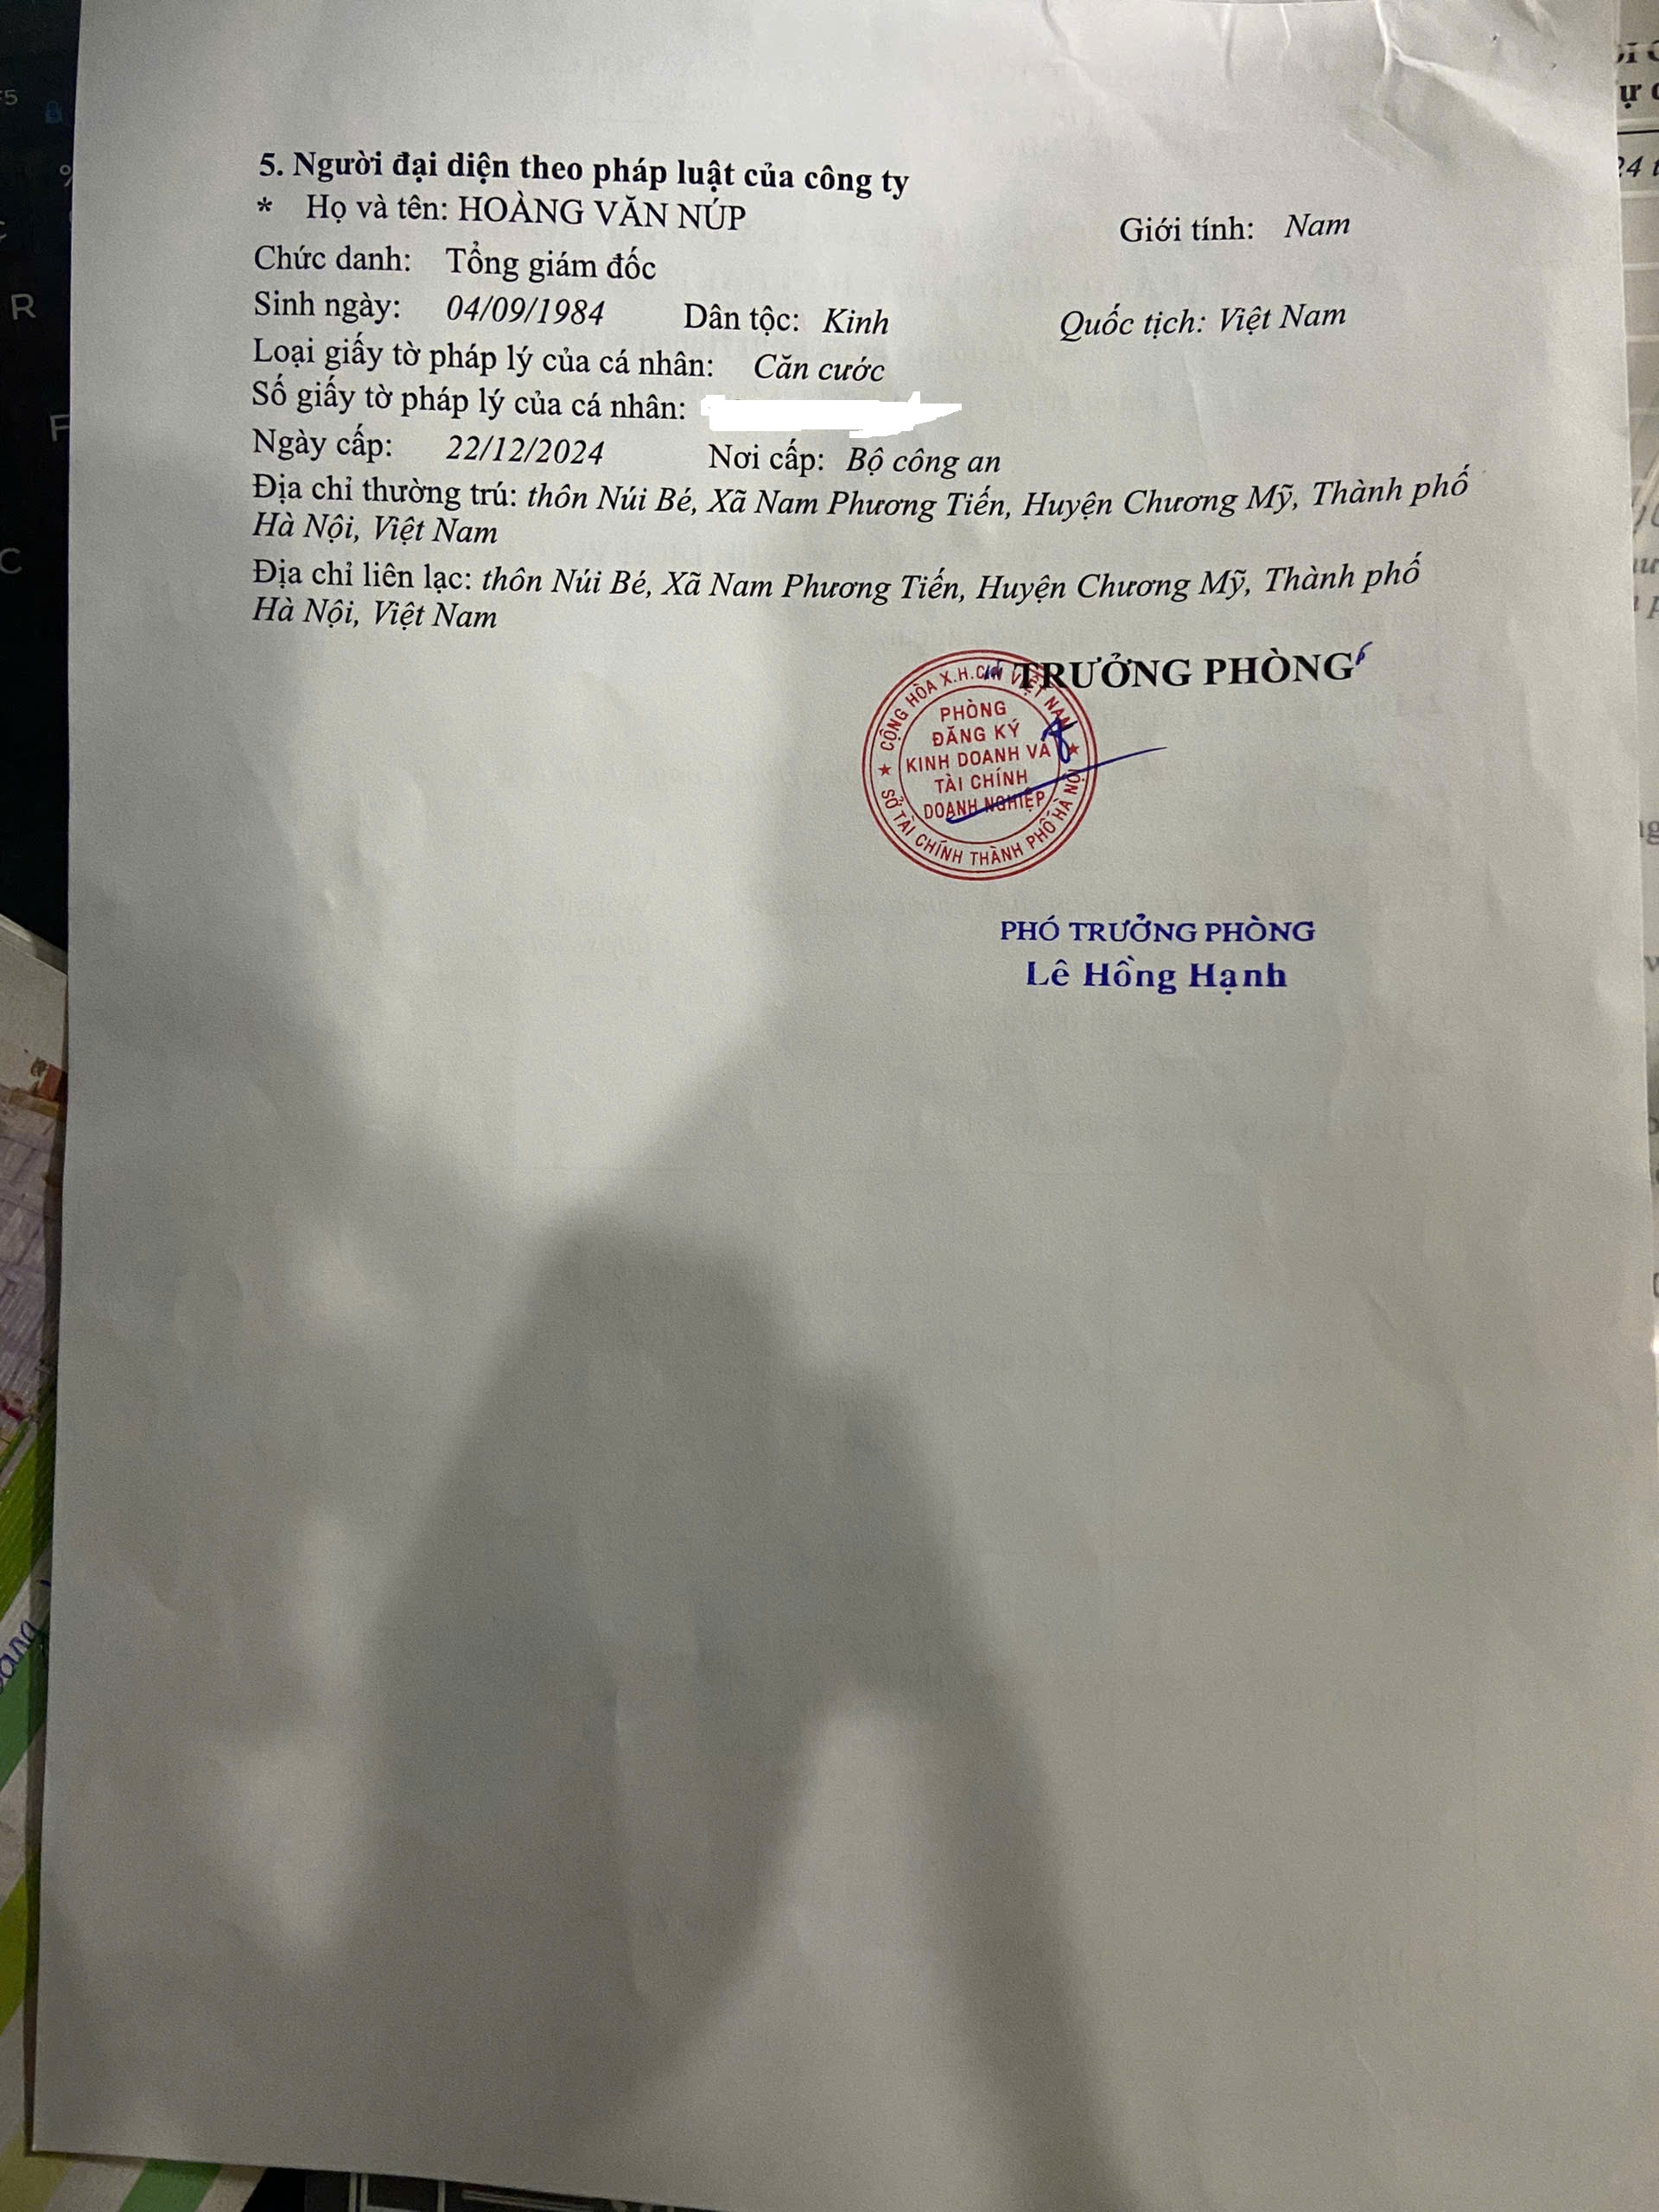 5. Người đại diện theo pháp luật của công ty
* Họ và tên: HOÀNG VĂN NÚP Giới tính: Nam
Chức danh: Tổng giám đốc
Sinh ngày: 04/09/1984 Dân tộc: Kinh Quốc tịch: Việt Nam
Loại giấy tờ pháp lý của cá nhân: Căn cước
Số giấy tờ pháp lý của cá nhân:
Ngày cấp: 22/12/2024 Nơi cấp: Bộ công an
Địa chỉ thường trú: thôn Núi Bé, Xã Nam Phương Tiến, Huyện Chương Mỹ, Thành phố
Hà Nội, Việt Nam
Địa chỉ liên lạc: thôn Núi Bé, Xã Nam Phương Tiến, Huyện Chương Mỹ, Thành phố
Hà Nội, Việt Nam
TRƯỞNG PHÒNG
CỘNG HÒA X.H.C.N VIỆT NAM
PHÒNG
ĐĂNG KÝ
KINH DOANH VÀ
TÀI CHÍNH
DOANH NGHIỆP
SỞ TÀI CHÍNH THÀNH PHỐ HÀ NỘI
PHÓ TRƯỞNG PHÒNG
Lê Hồng Hạnh
R
F
C